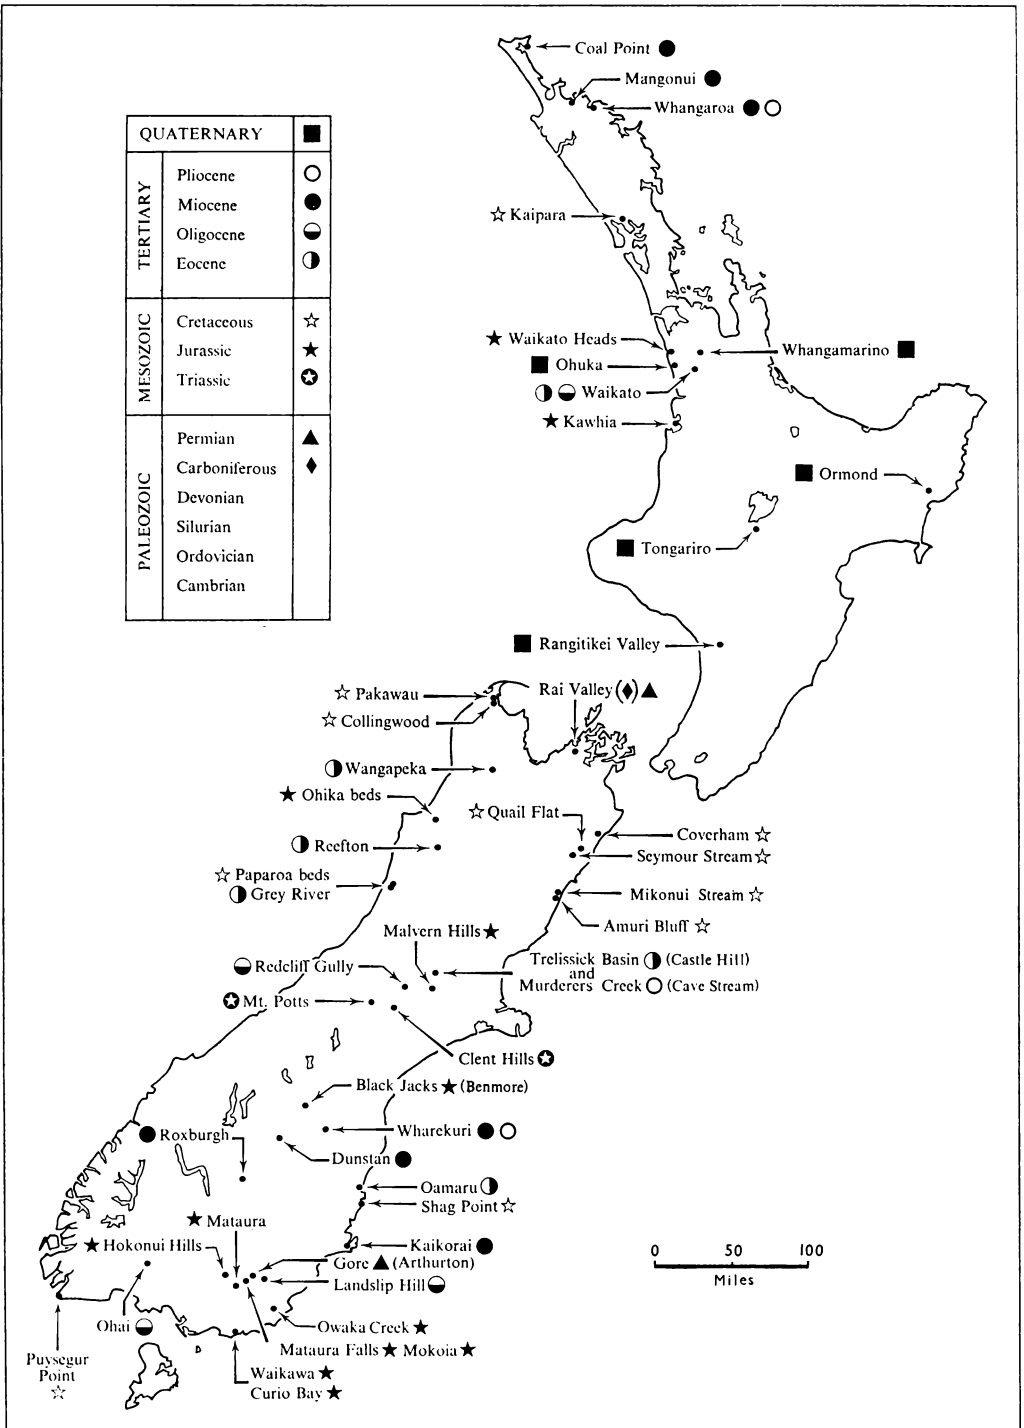 Coal Point
Mangonui
Whangaroa
QUATERNARY
TERTIARY
Pliocene
Miocene
Oligocene
Eocene
MESOZOIC
Cretaceous
Jurassic
Triassic
PALEOZOIC
Permian
Carboniferous
Devonian
Silurian
Ordovician
Cambrian
Kaipara
Waikato Heads
Whangamarino
Ohuka
Waikato
Kawhia
Ormond
Tongariro
Rangitikei Valley
Rai Valley ( )
Pakawau
Collingwood
Wangapeka
Ohika beds
Quail Flat
Coverham
Reefton
Seymour Stream
Paparoa beds
Grey River
Mikonui Stream
Amuri Bluff
Malvern Hills
Trelissick Basin (Castle Hill)
and
Murderers Creek (Cave Stream)
Redcliff Gully
Mt. Potts
Clent Hills
Black Jacks (Benmore)
Wharekuri
Roxburgh
Dunstan
Oamaru
Shag Point
Mataura
Hokonui Hills
Kaikorai
Gore (Arthurton)
Landslip Hill
0 50 100
Miles
Ohai
Owaka Creek
Mataura Falls Mokoia
Puysegur
Point
Waikawa
Curio Bay